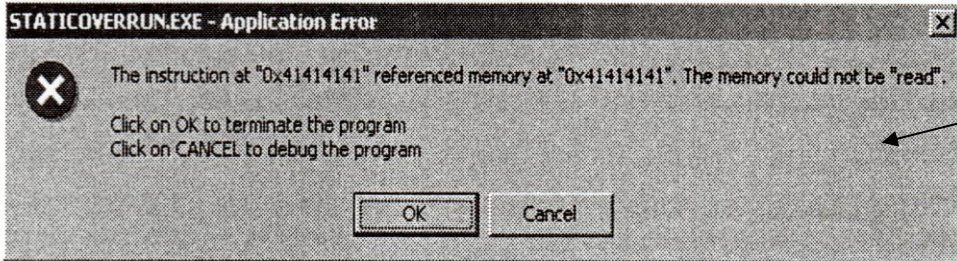 STATICOVERRUN.EXE - Application Error
The instruction at "0x41414141" referenced memory at "0x41414141". The memory could not be "read".
Click on OK to terminate the program
Click on CANCEL to debug the program
OK
Cancel